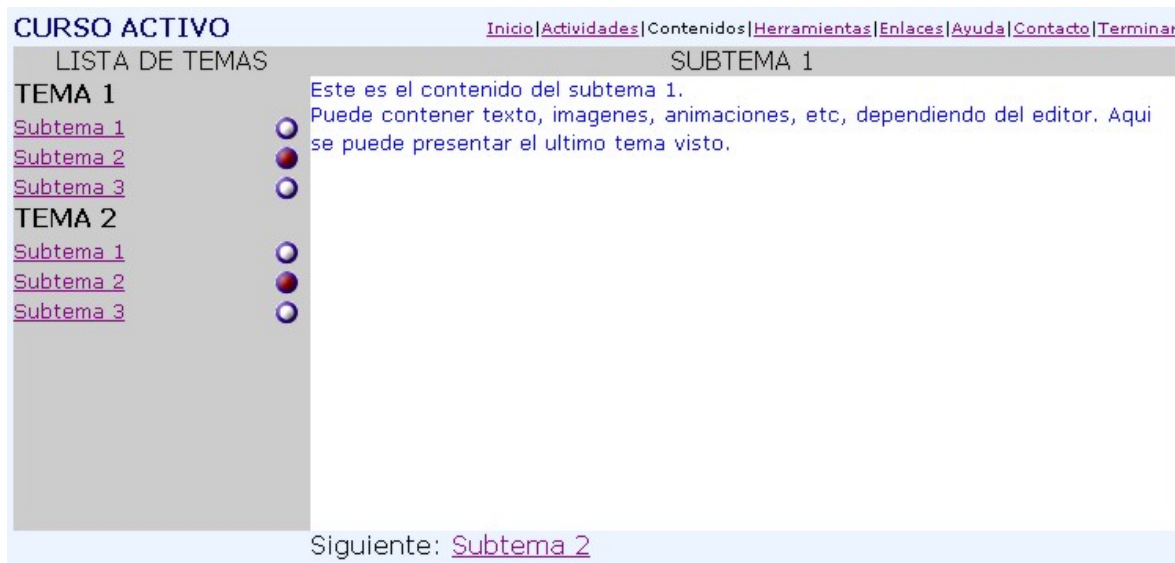 CURSO ACTIVO
Inicio|Actividades|Contenidos|Herramientas|Enlaces|Ayuda|Contacto|Terminar
LISTA DE TEMAS
SUBTEMA 1
TEMA 1
Subtema 1
Subtema 2
Subtema 3
TEMA 2
Subtema 1
Subtema 2
Subtema 3
Este es el contenido del subtema 1.
Puede contener texto, imagenes, animaciones, etc, dependiendo del editor. Aqui
se puede presentar el ultimo tema visto.
Siguiente: Subtema 2